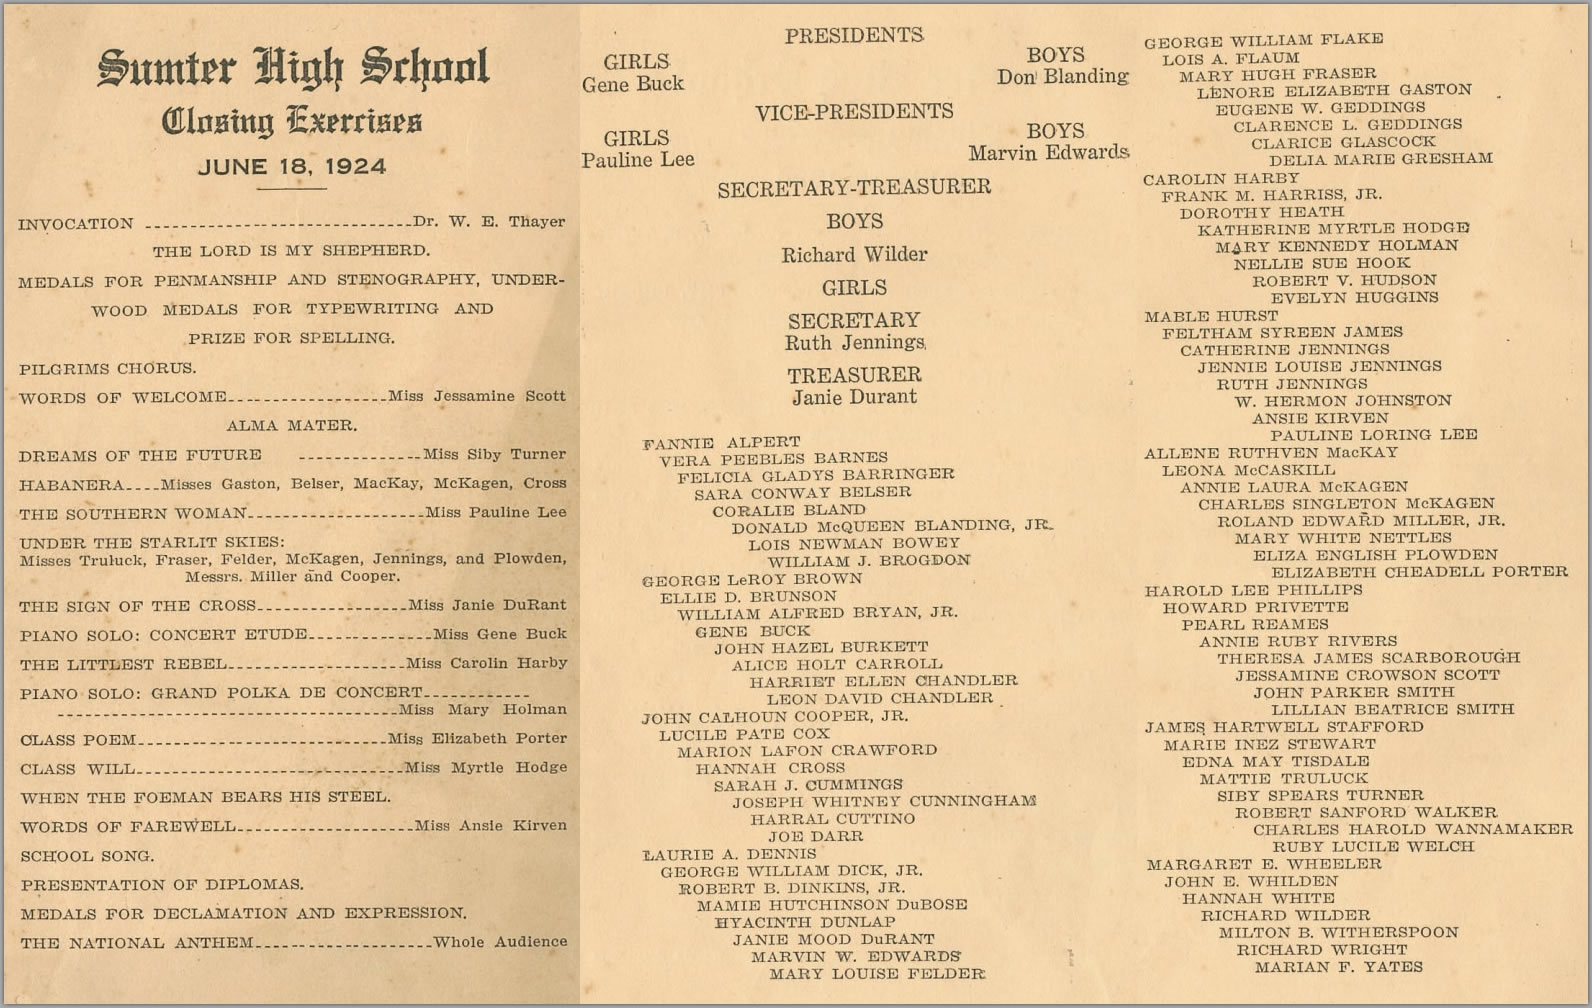 Sumter High School
Closing Exercises
JUNE 18, 1924
INVOCATION ------------------------------Dr. W. E. Thayer
THE LORD IS MY SHEPHERD.
MEDALS FOR PENMANSHIP AND STENOGRAPHY, UNDER-
WOOD MEDALS FOR TYPEWRITING AND
PRIZE FOR SPELLING.
PILGRIMS CHORUS.
WORDS OF WELCOME------------------Miss Jessamine Scott
ALMA MATER.
DREAMS OF THE FUTURE --------------Miss Siby Turner
HABANERA----Misses Gaston, Belser, MacKay, McKagen, Cross
THE SOUTHERN WOMAN--------------------Miss Pauline Lee
UNDER THE STARLIT SKIES:
Misses Truluck, Fraser, Felder, McKagen, Jennings, and Plowden,
Messrs. Miller and Cooper.
THE SIGN OF THE CROSS-----------------Miss Janie DuRant
PIANO SOLO: CONCERT ETUDE--------------Miss Gene Buck
THE LITTLEST REBEL--------------------Miss Carolin Harby
PIANO SOLO: GRAND POLKA DE CONCERT------------
--------------------------------------Miss Mary Holman
CLASS POEM----------------------------Miss Elizabeth Porter
CLASS WILL------------------------------Miss Myrtle Hodge
WHEN THE FOEMAN BEARS HIS STEEL.
WORDS OF FAREWELL--------------------Miss Ansie Kirven
SCHOOL SONG.
PRESENTATION OF DIPLOMAS.
MEDALS FOR DECLAMATION AND EXPRESSION.
THE NATIONAL ANTHEM--------------------Whole Audience
PRESIDENTS
GIRLS BOYS
Gene Buck Don Blanding
VICE-PRESIDENTS
GIRLS BOYS
Pauline Lee Marvin Edwards
SECRETARY-TREASURER
BOYS
Richard Wilder
GIRLS
SECRETARY
Ruth Jennings
TREASURER
Janie Durant
FANNIE ALPERT
VERA PEEBLES BARNES
FELICIA GLADYS BARRINGER
SARA CONWAY BELSER
CORALIE BLAND
DONALD McQUEEN BLANDING, JR.
LOIS NEWMAN BOWEY
WILLIAM J. BROGDON
GEORGE LeROY BROWN
ELLIE D. BRUNSON
WILLIAM ALFRED BRYAN, JR.
GENE BUCK
JOHN HAZEL BURKETT
ALICE HOLT CARROLL
HARRIET ELLEN CHANDLER
LEON DAVID CHANDLER
JOHN CALHOUN COOPER, JR.
LUCILE PATE COX
MARION LAFON CRAWFORD
HANNAH CROSS
SARAH J. CUMMINGS
JOSEPH WHITNEY CUNNINGHAM
HARRAL CUTTINO
JOE DARR
LAURIE A. DENNIS
GEORGE WILLIAM DICK, JR.
ROBERT B. DINKINS, JR.
MAMIE HUTCHINSON DuBOSE
HYACINTH DUNLAP
JANIE MOOD DuRANT
MARVIN W. EDWARDS
MARY LOUISE FELDER
GEORGE WILLIAM FLAKE
LOIS A. FLAUM
MARY HUGH FRASER
LENORE ELIZABETH GASTON
EUGENE W. GEDDINGS
CLARENCE L. GEDDINGS
CLARICE GLASCOCK
DELIA MARIE GRESHAM
CAROLIN HARBY
FRANK M. HARRISS, JR.
DOROTHY HEATH
KATHERINE MYRTLE HODGE
MARY KENNEDY HOLMAN
NELLIE SUE HOOK
ROBERT V. HUDSON
EVELYN HUGGINS
MABLE HURST
FELTHAM SYREEN JAMES
CATHERINE JENNINGS
JENNIE LOUISE JENNINGS
RUTH JENNINGS
W. HERMON JOHNSTON
ANSIE KIRVEN
PAULINE LORING LEE
ALLENE RUTHVEN MacKAY
LEONA McCASKILL
ANNIE LAURA McKAGEN
CHARLES SINGLETON McKAGEN
ROLAND EDWARD MILLER, JR.
MARY WHITE NETTLES
ELIZA ENGLISH PLOWDEN
ELIZABETH CHEADELL PORTER
HAROLD LEE PHILLIPS
HOWARD PRIVETTE
PEARL REAMES
ANNIE RUBY RIVERS
THERESA JAMES SCARBOROUGH
JESSAMINE CROWSON SCOTT
JOHN PARKER SMITH
LILLIAN BEATRICE SMITH
JAMES HARTWELL STAFFORD
MARIE INEZ STEWART
EDNA MAY TISDALE
MATTIE TRULUCK
SIBY SPEARS TURNER
ROBERT SANFORD WALKER
CHARLES HAROLD WANNAMAKER
RUBY LUCILE WELCH
MARGARET E. WHEELER
JOHN E. WHILDEN
HANNAH WHITE
RICHARD WILDER
MILTON B. WITHERSPOON
RICHARD WRIGHT
MARIAN F. YATES